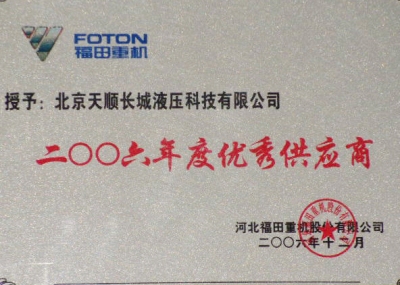 FOTON
福田重机
授予：北京天顺长城液压科技有限公司
二〇〇六年度优秀供应商
河北福田重机股份有限公司
二〇〇六年十二月